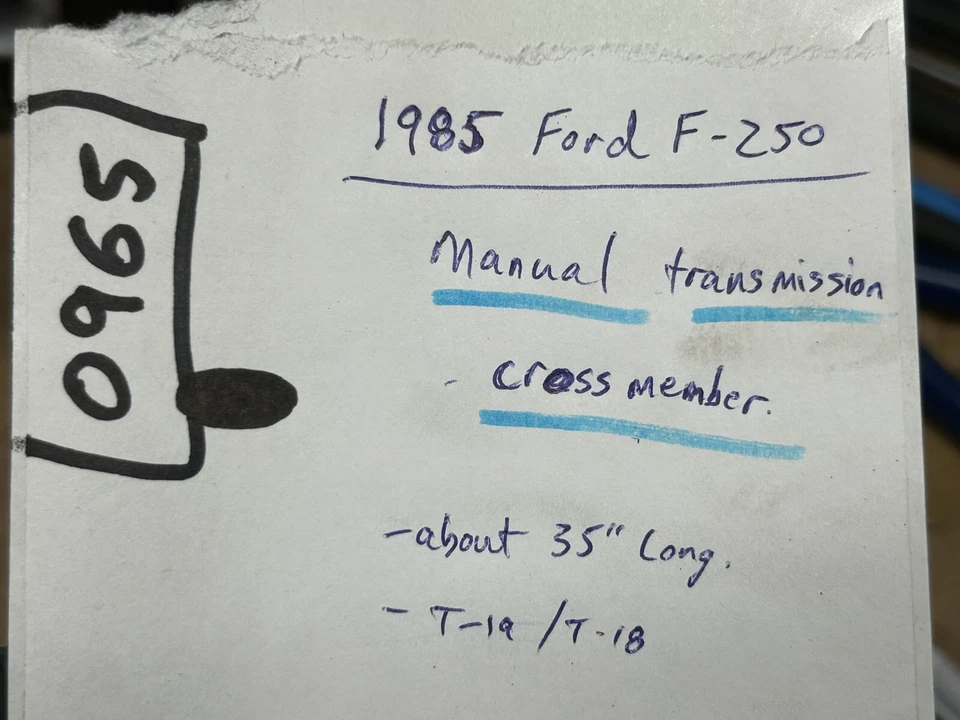 0965
1985 Ford F-250
Manual transmission
- cross member.
- about 35" Long.
- T-19 / T-18